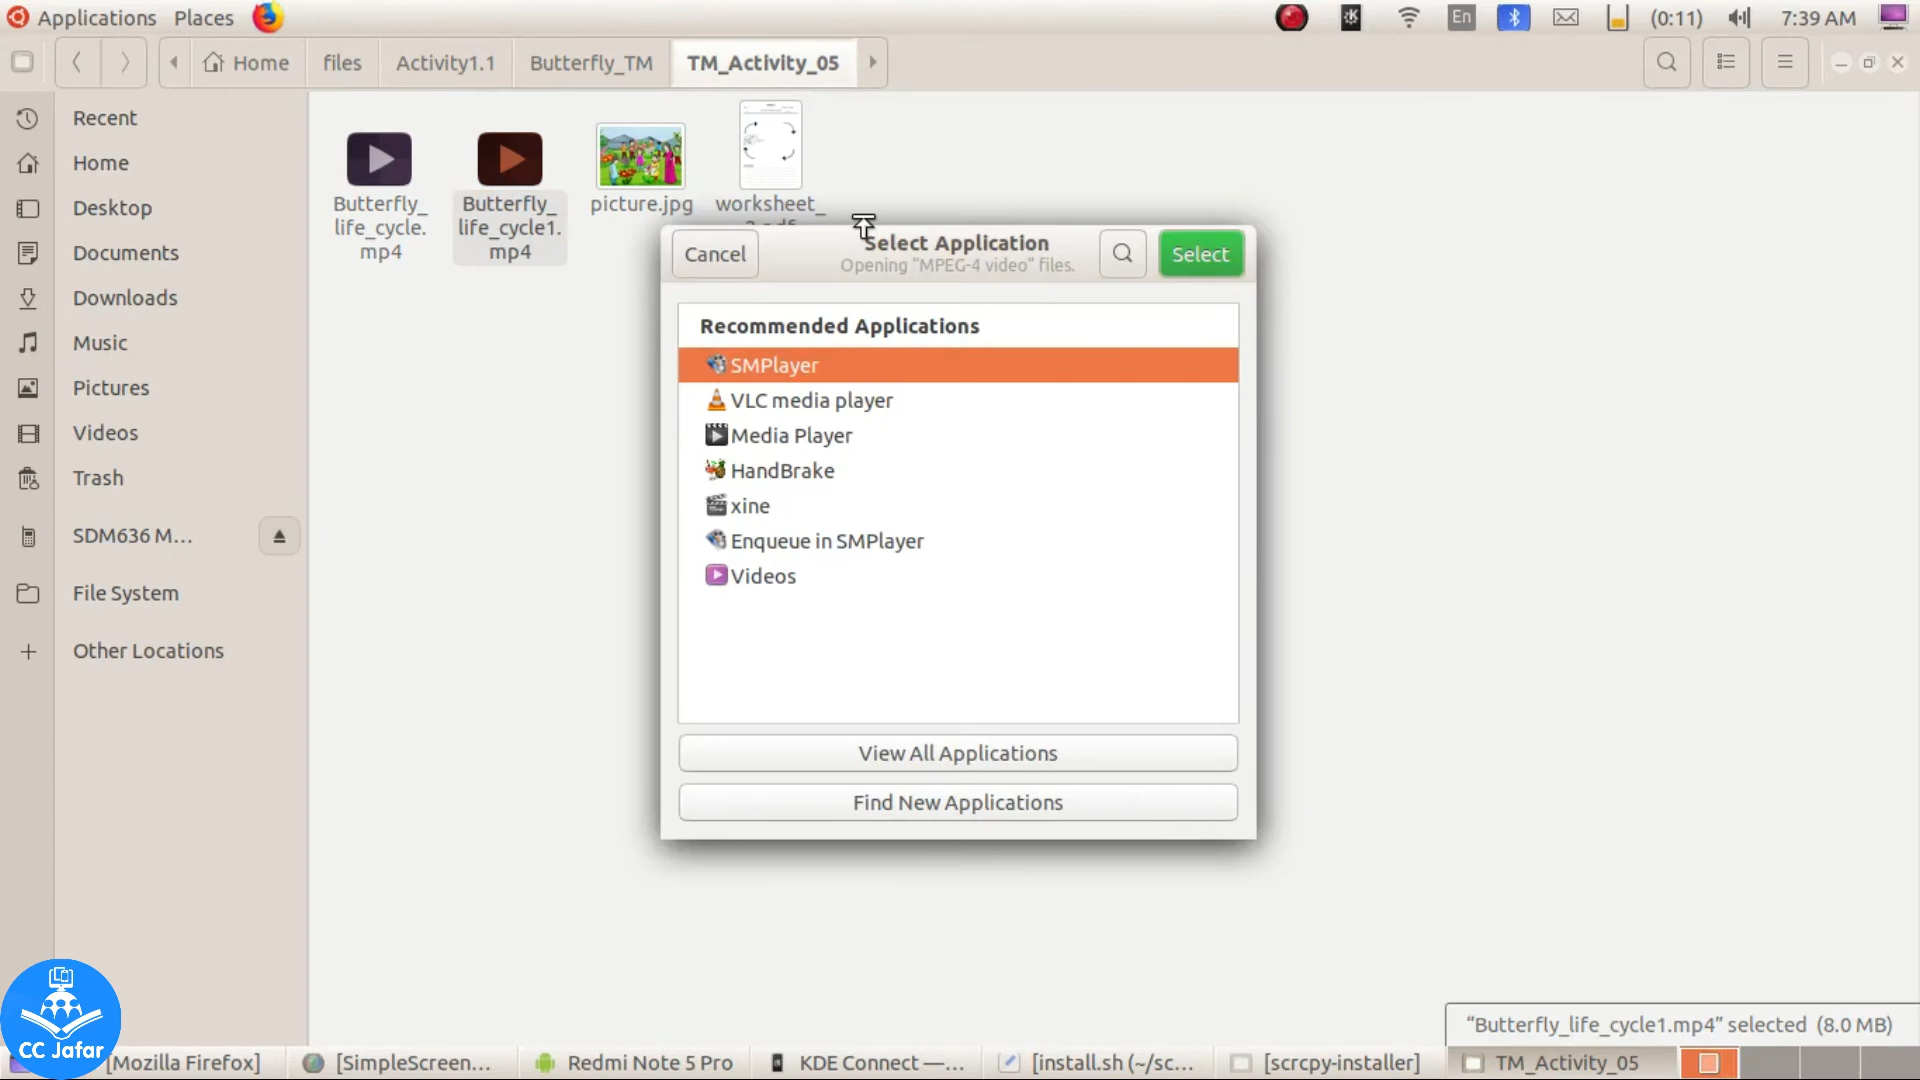 Applications Places
En (0:11) 7:39 AM
Home files Activity1.1 Butterfly_TM TM_Activity_05
Recent
Home
Desktop
Documents
Downloads
Music
Pictures
Videos
Trash
SDM636 M...
File System
Other Locations
Butterfly_
life_cycle.
mp4
Butterfly_
life_cycle1.
mp4
picture.jpg
worksheet_
Cancel
Select Application
Opening "MPEG-4 video" files.
Select
Recommended Applications
SMPlayer
VLC media player
Media Player
HandBrake
xine
Enqueue in SMPlayer
Videos
View All Applications
Find New Applications
"Butterfly_life_cycle1.mp4" selected (8.0 MB)
CC Jafar
[Mozilla Firefox] [SimpleScreen... Redmi Note 5 Pro KDE Connect —... [install.sh (~/sc... [scrcpy-installer] TM_Activity_05